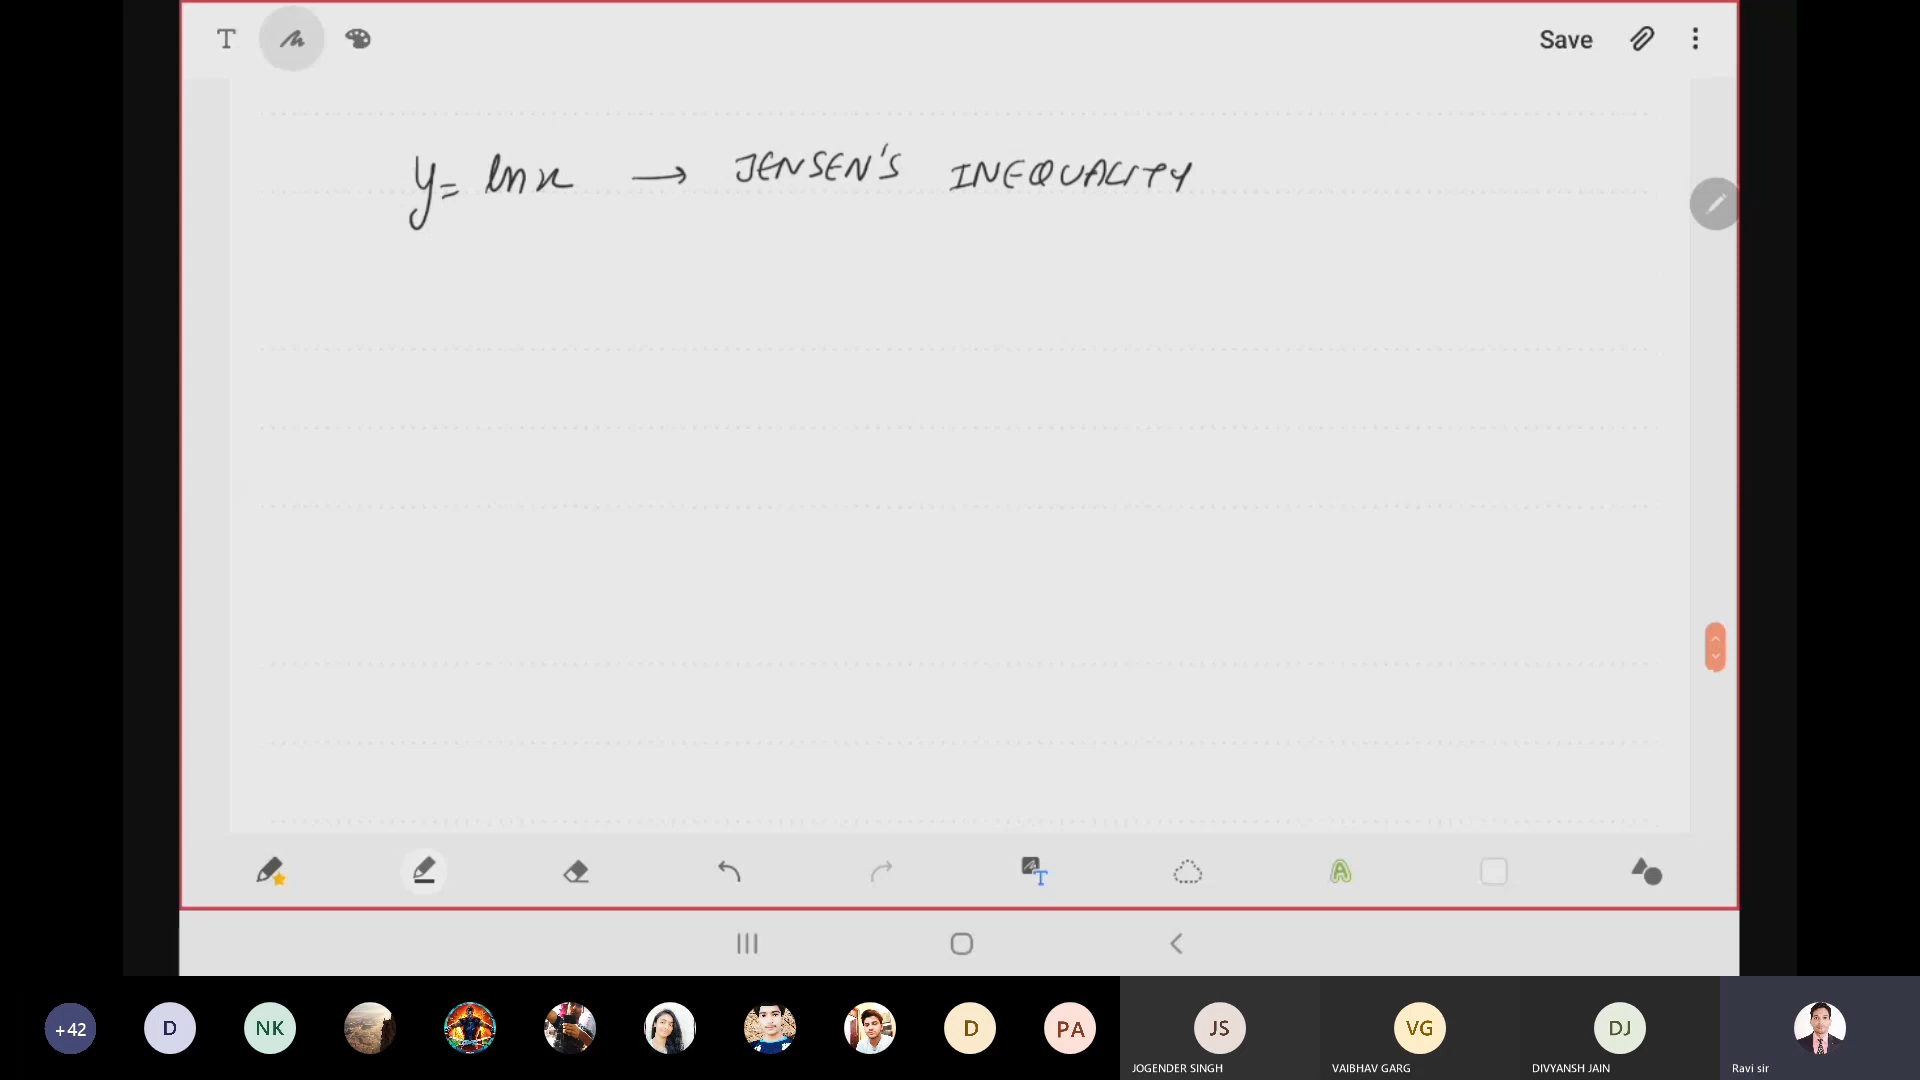 T Save
y= ln x → JENSEN'S INEQUALITY
T A
+42 D NK D PA JS VG DJ
JOGENDER SINGH VAIBHAV GARG DIVYANSH JAIN Ravi sir